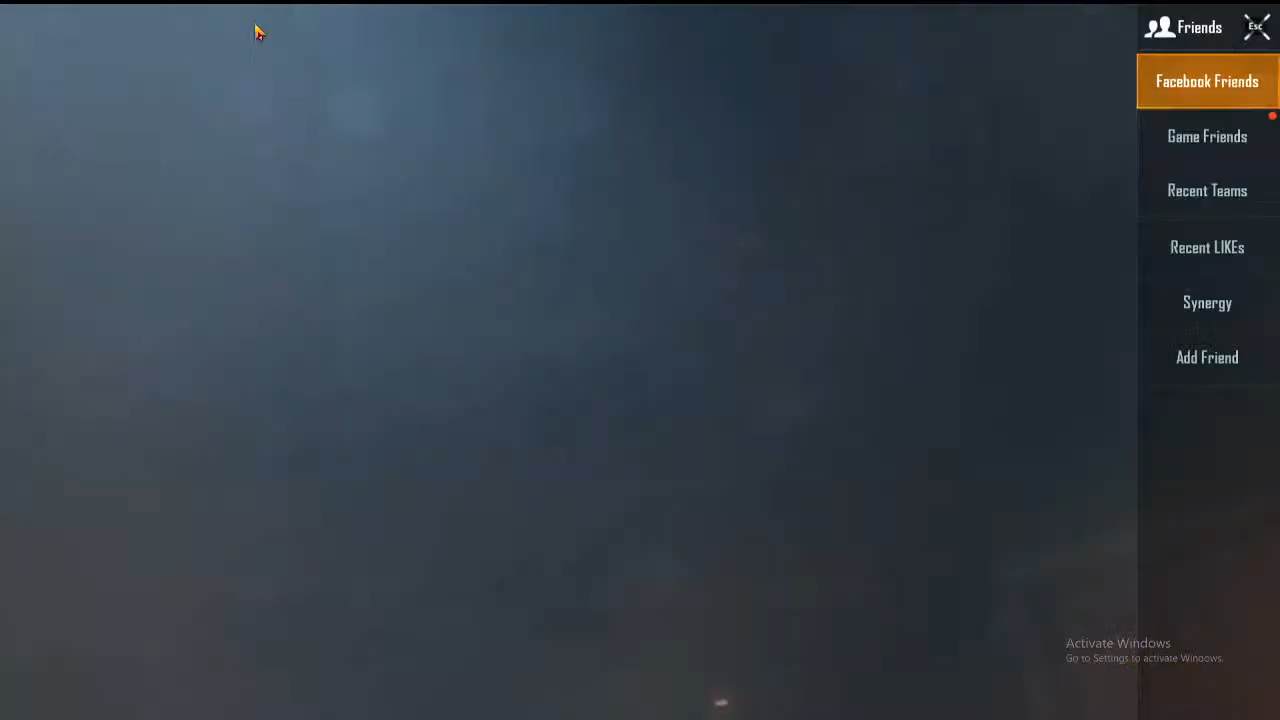 Friends
Esc
Facebook Friends
Game Friends
Recent Teams
Recent LIKEs
Synergy
Add Friend
Activate Windows
Go to Settings to activate Windows.